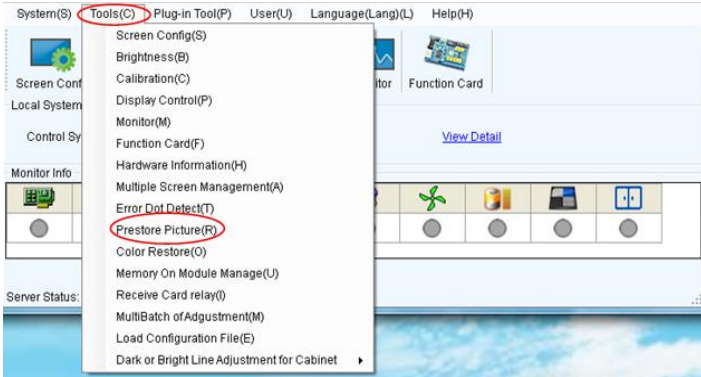 System(S) Tools(C) Plug-in Tool(P) User(U) Language(Lang)(L) Help(H)
Screen Config(S)
Brightness(B)
Calibration(C)
Screen Conf itor Function Card
Display Control(P)
Local System
Monitor(M)
Control Sy View Detail
Function Card(F)
Hardware Information(H)
Monitor Info
Multiple Screen Management(A)
Error Dot Detect(T)
Prestore Picture(R)
Color Restore(O)
Memory On Module Manage(U)
Server Status:
Receive Card relay(I)
MultiBatch ofAdgustment(M)
Load Configuration File(E)
Dark or Bright Line Adjustment for Cabinet